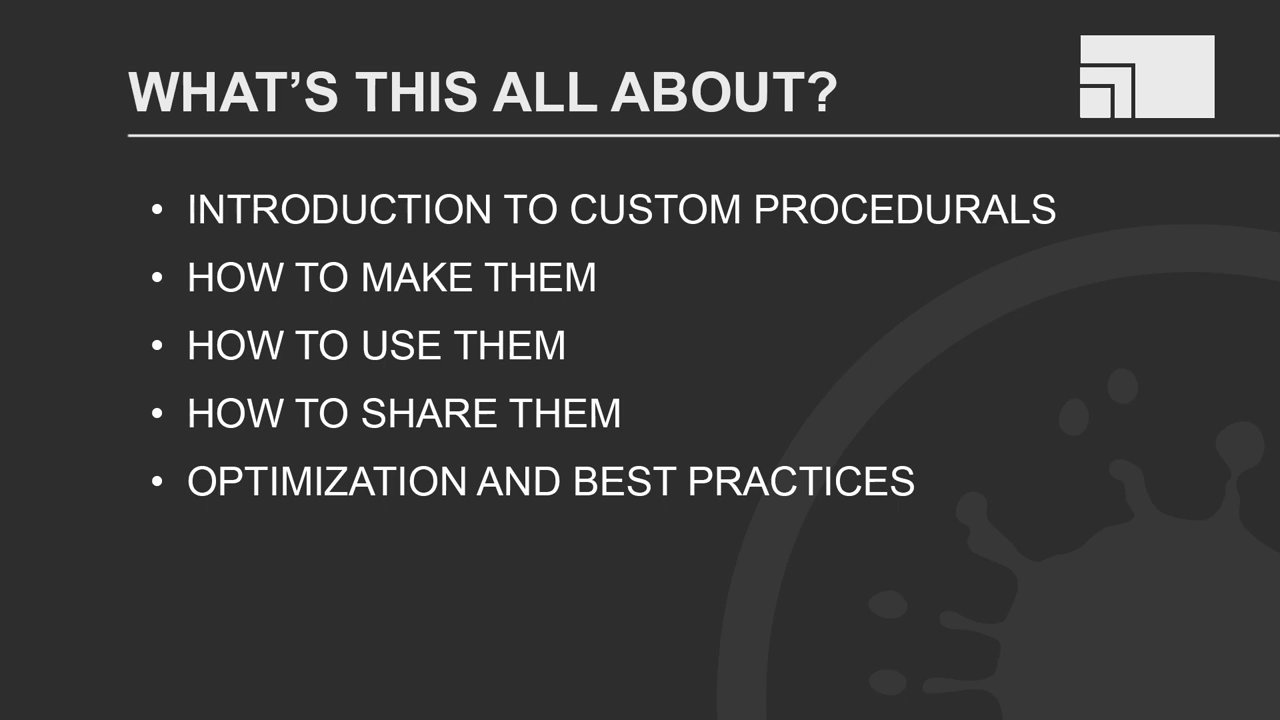 WHAT’S THIS ALL ABOUT?
• INTRODUCTION TO CUSTOM PROCEDURALS
• HOW TO MAKE THEM
• HOW TO USE THEM
• HOW TO SHARE THEM
• OPTIMIZATION AND BEST PRACTICES